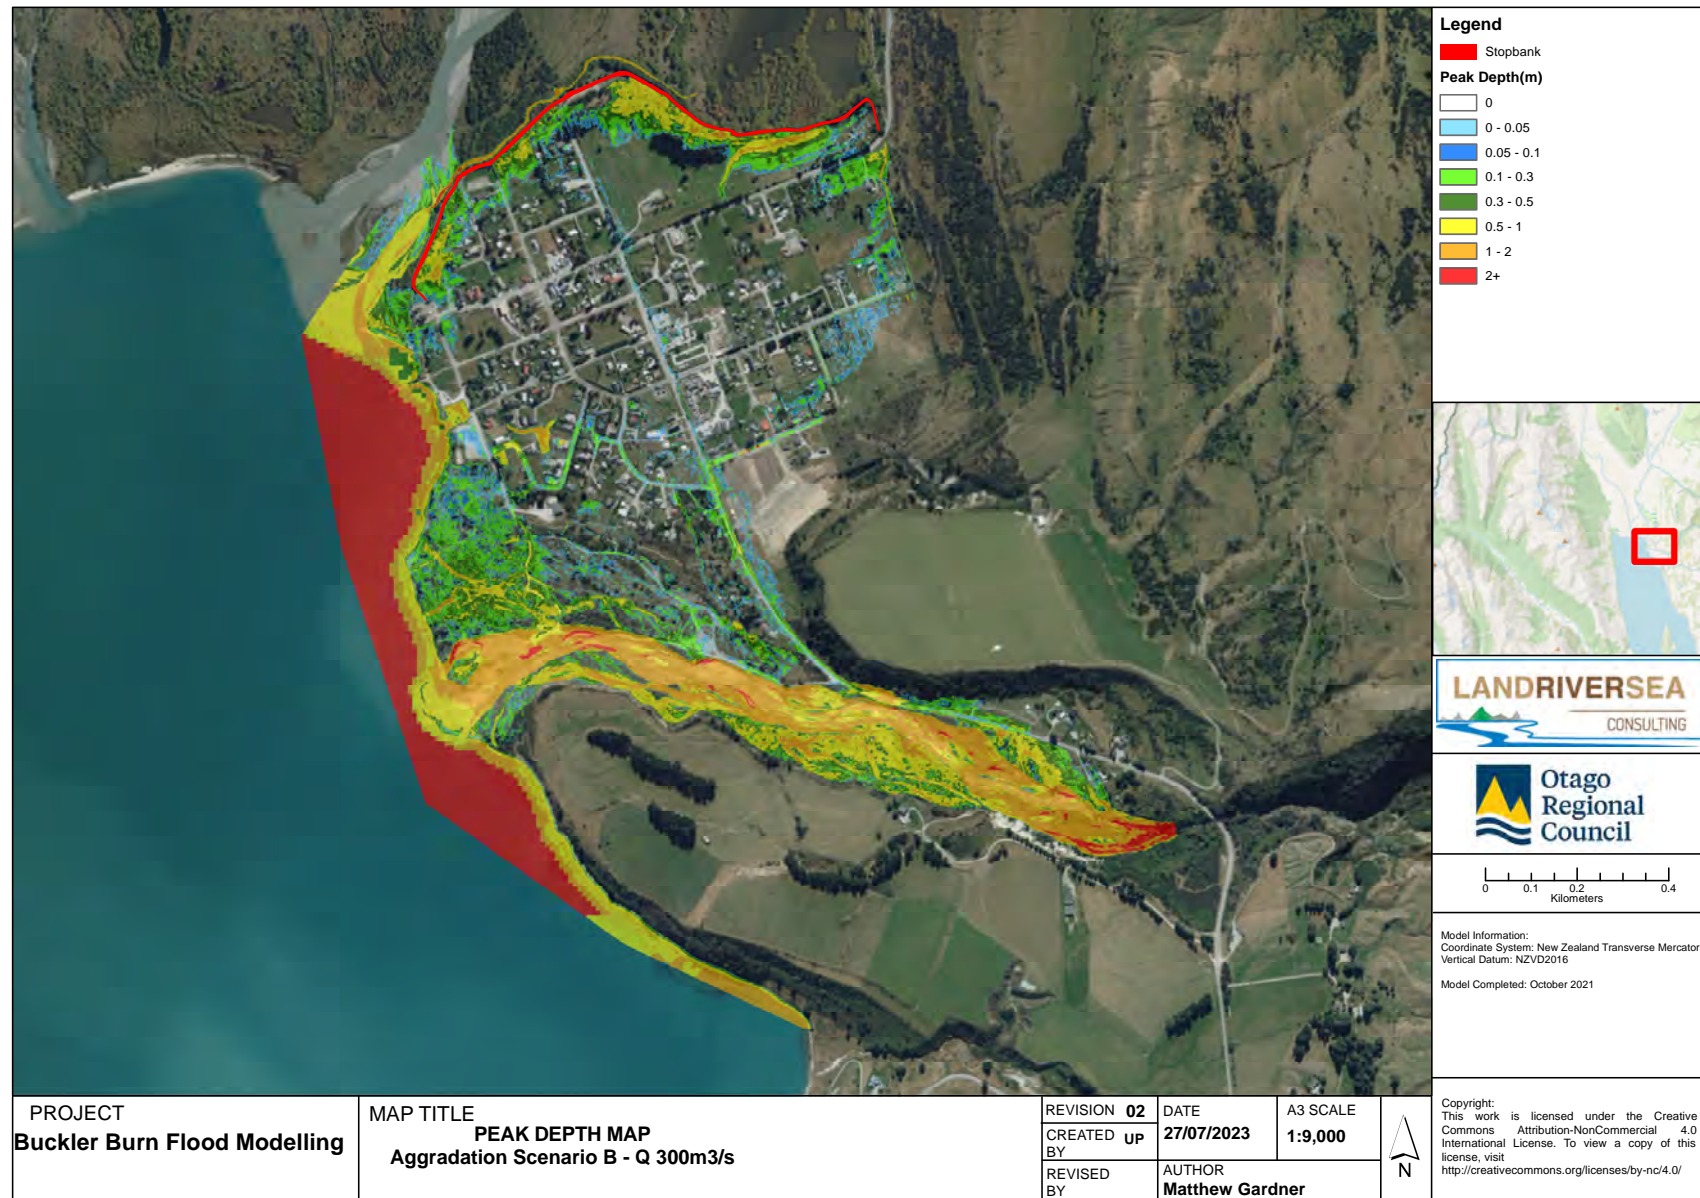 Legend
Stopbank
Peak Depth(m)
0
0 - 0.05
0.05 - 0.1
0.1 - 0.3
0.3 - 0.5
0.5 - 1
1 - 2
2+
LANDRIVERSEA
CONSULTING
Otago
Regional
Council
0 0.1 0.2 0.4
Kilometers
Model Information:
Coordinate System: New Zealand Transverse Mercator
Vertical Datum: NZVD2016
Model Completed: October 2021
Copyright:
This work is licensed under the Creative
Commons Attribution-NonCommercial 4.0
International License. To view a copy of this
license, visit
http://creativecommons.org/licenses/by-nc/4.0/
PROJECT
Buckler Burn Flood Modelling
MAP TITLE
PEAK DEPTH MAP
Aggradation Scenario B - Q 300m3/s
REVISION 02
CREATED BY UP
REVISED BY
DATE
27/07/2023
A3 SCALE
1:9,000
AUTHOR
Matthew Gardner
N